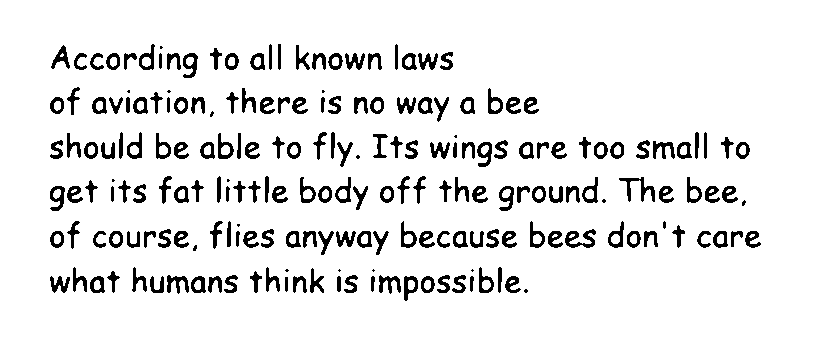 According to all known laws
of aviation, there is no way a bee
should be able to fly. Its wings are too small to
get its fat little body off the ground. The bee,
of course, flies anyway because bees don't care
what humans think is impossible.